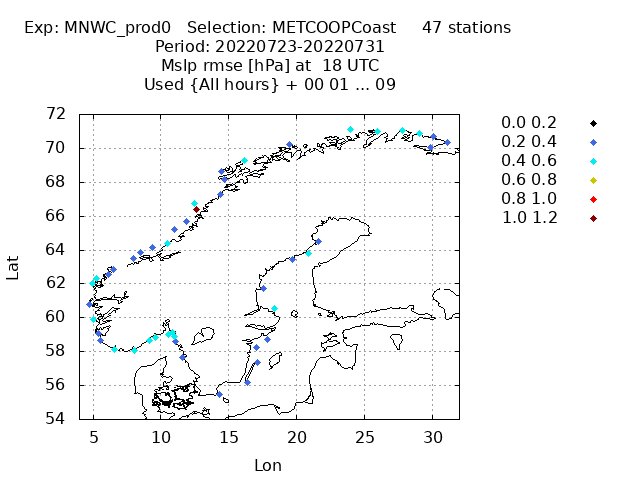 Exp: MNWC_prod0   Selection: METCOOPCoast     47 stations
Period: 20220723-20220731
Mslp rmse [hPa] at  18 UTC
Used {All hours} + 00 01 ... 09
72
70
68
66
64
62
60
58
56
54
Lat
5 10 15 20 25 30
Lon
0.0 0.2
0.2 0.4
0.4 0.6
0.6 0.8
0.8 1.0
1.0 1.2